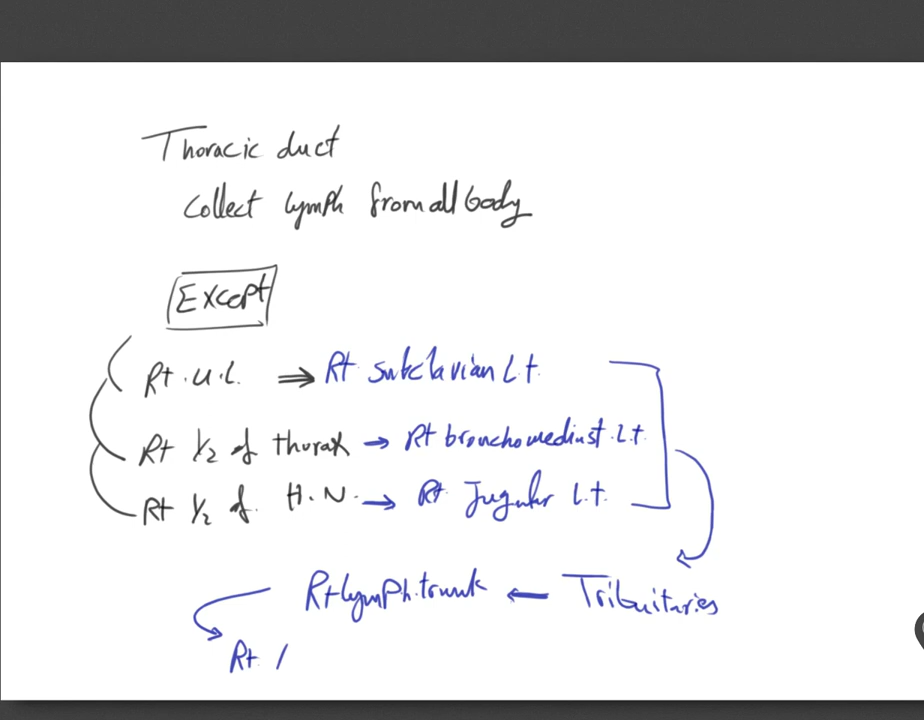 Thoracic duct
Collect lymph from all body
Except
Rt. U.L. ⇒ Rt subclavian L.t.
Rt 1/2 of thorax → Rt bronchomediast. L.t.
Rt 1/2 of H.N. → Rt Jugular L.t.
Rt lymph. trunk ← Tribuitaries
Rt. /